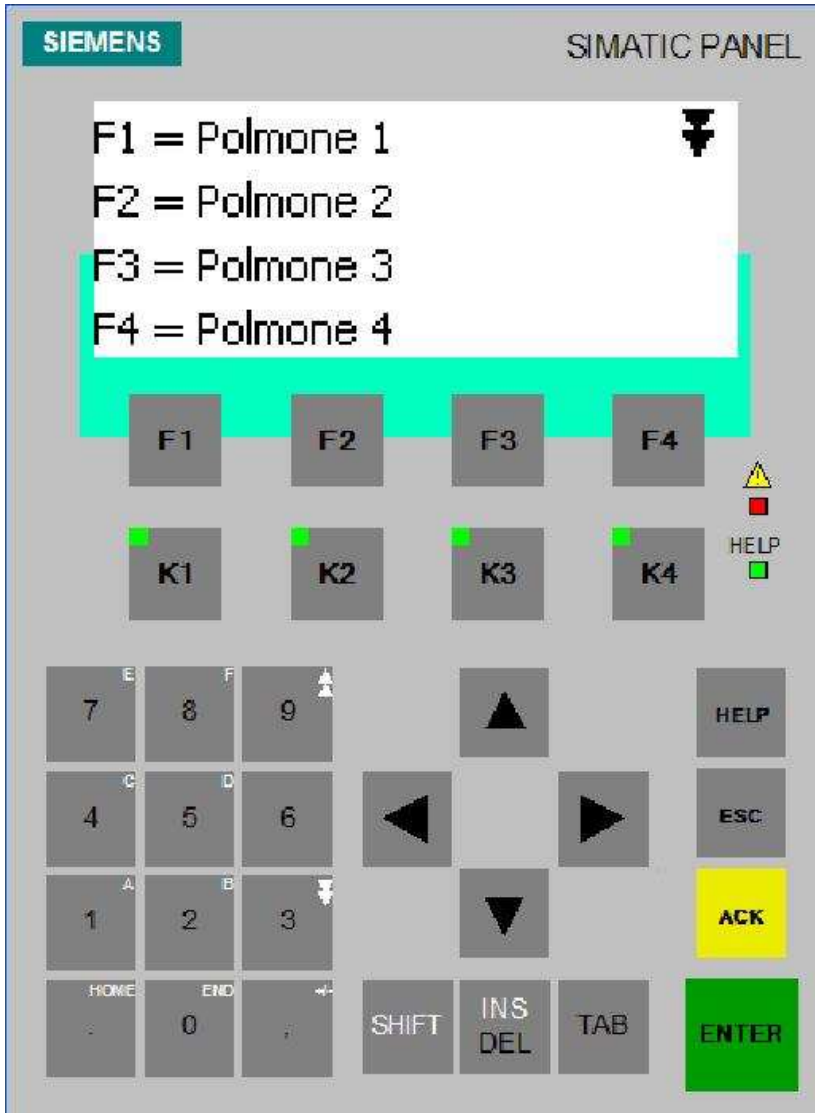 SIEMENS SIMATIC PANEL
F1 = Polmone 1
F2 = Polmone 2
F3 = Polmone 3
F4 = Polmone 4
F1 F2 F3 F4
K1 K2 K3 K4
HELP
E F
7 8 9 HELP
C D
4 5 6 ESC
A B
1 2 3 ACK
HOME END +/-
. 0 , SHIFT INS DEL TAB ENTER